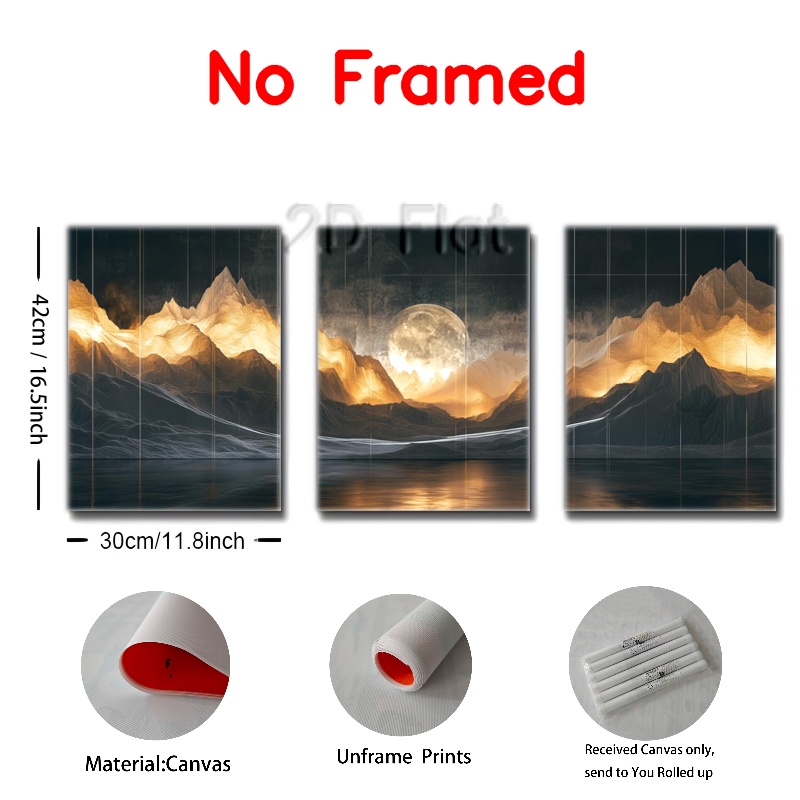 No Framed
2D Flat
42cm / 16.5inch
30cm/11.8inch
Material:Canvas
Unframe Prints
Received Canvas only,
send to You Rolled up